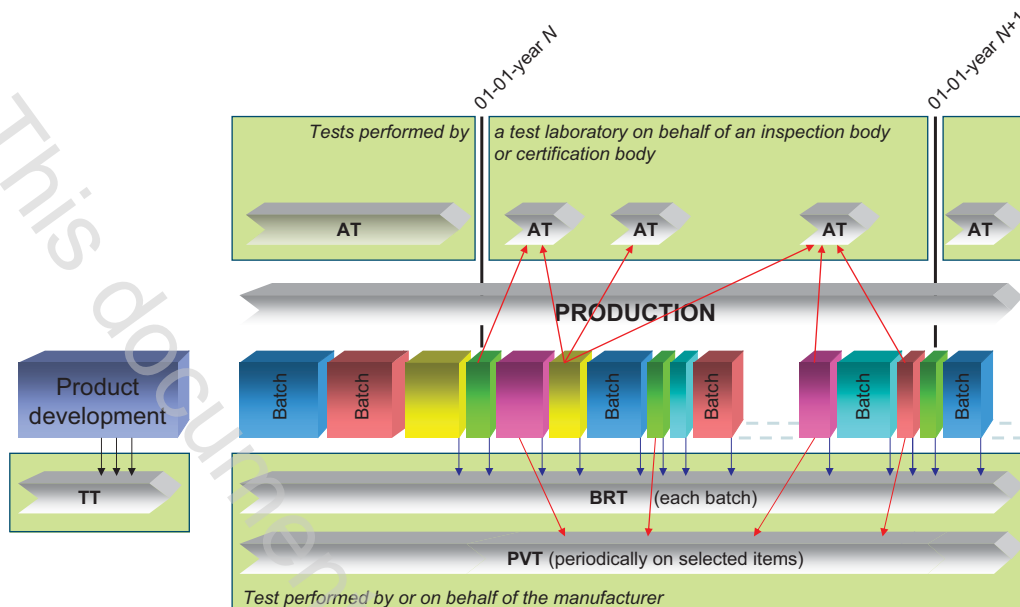 01-01-year N
01-01-year N+1
Tests performed by
a test laboratory on behalf of an inspection body
or certification body
AT
AT
AT
AT
AT
PRODUCTION
Product
development
Batch
Batch
Batch
Batch
Batch
Batch
TT
BRT (each batch)
PVT (periodically on selected items)
Test performed by or on behalf of the manufacturer
This document